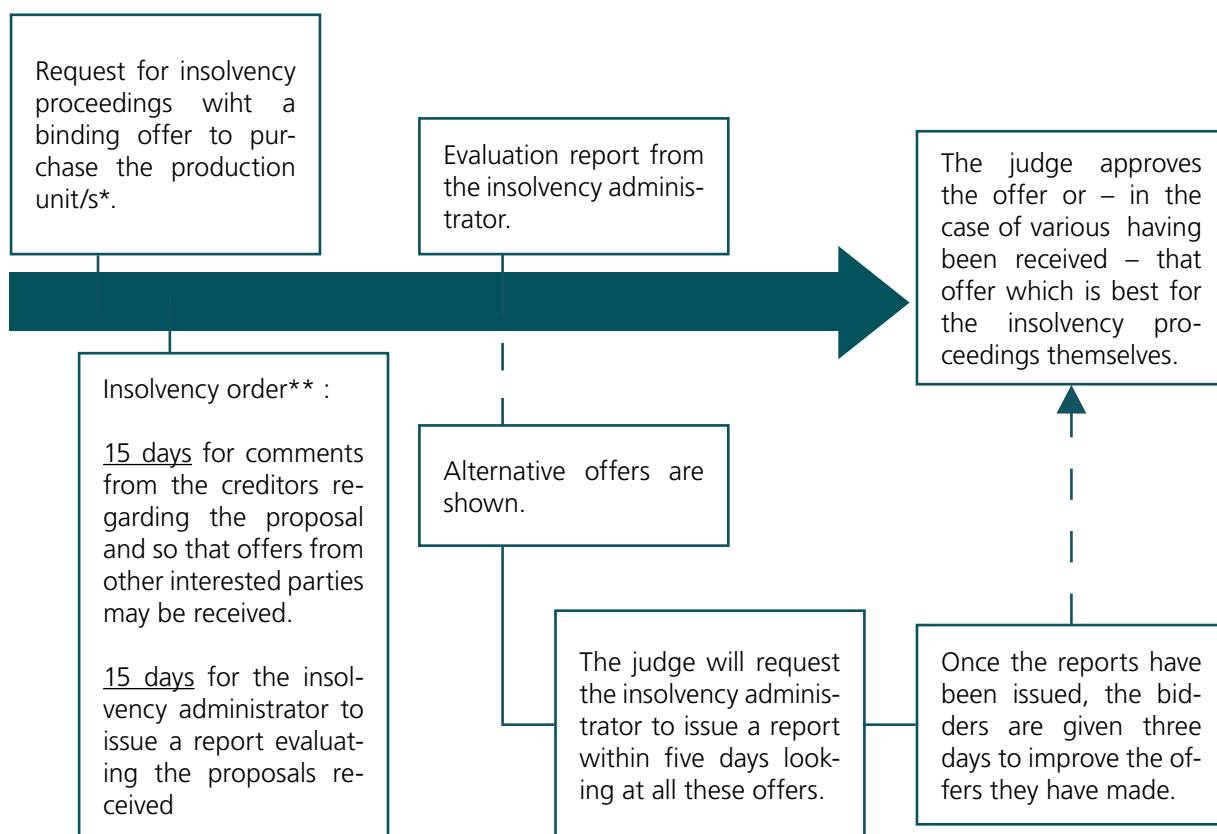 Request for insolvency
proceedings wiht a
binding offer to pur-
chase the production
unit/s*.
Insolvency order** :
15 days for comments
from the creditors re-
garding the proposal
and so that offers from
other interested parties
may be received.
15 days for the insol-
vency administrator to
issue a report evaluat-
ing the proposals re-
ceived
Evaluation report from
the insolvency adminis-
trator.
Alternative offers are
shown.
The judge will request
the insolvency adminis-
trator to issue a report
within five days look-
ing at all these offers.
Once the reports have
been issued, the bid-
ders are given three
days to improve the of-
fers they have made.
The judge approves
the offer or – in the
case of various having
been received – that
offer which is best for
the insolvency pro-
ceedings themselves.